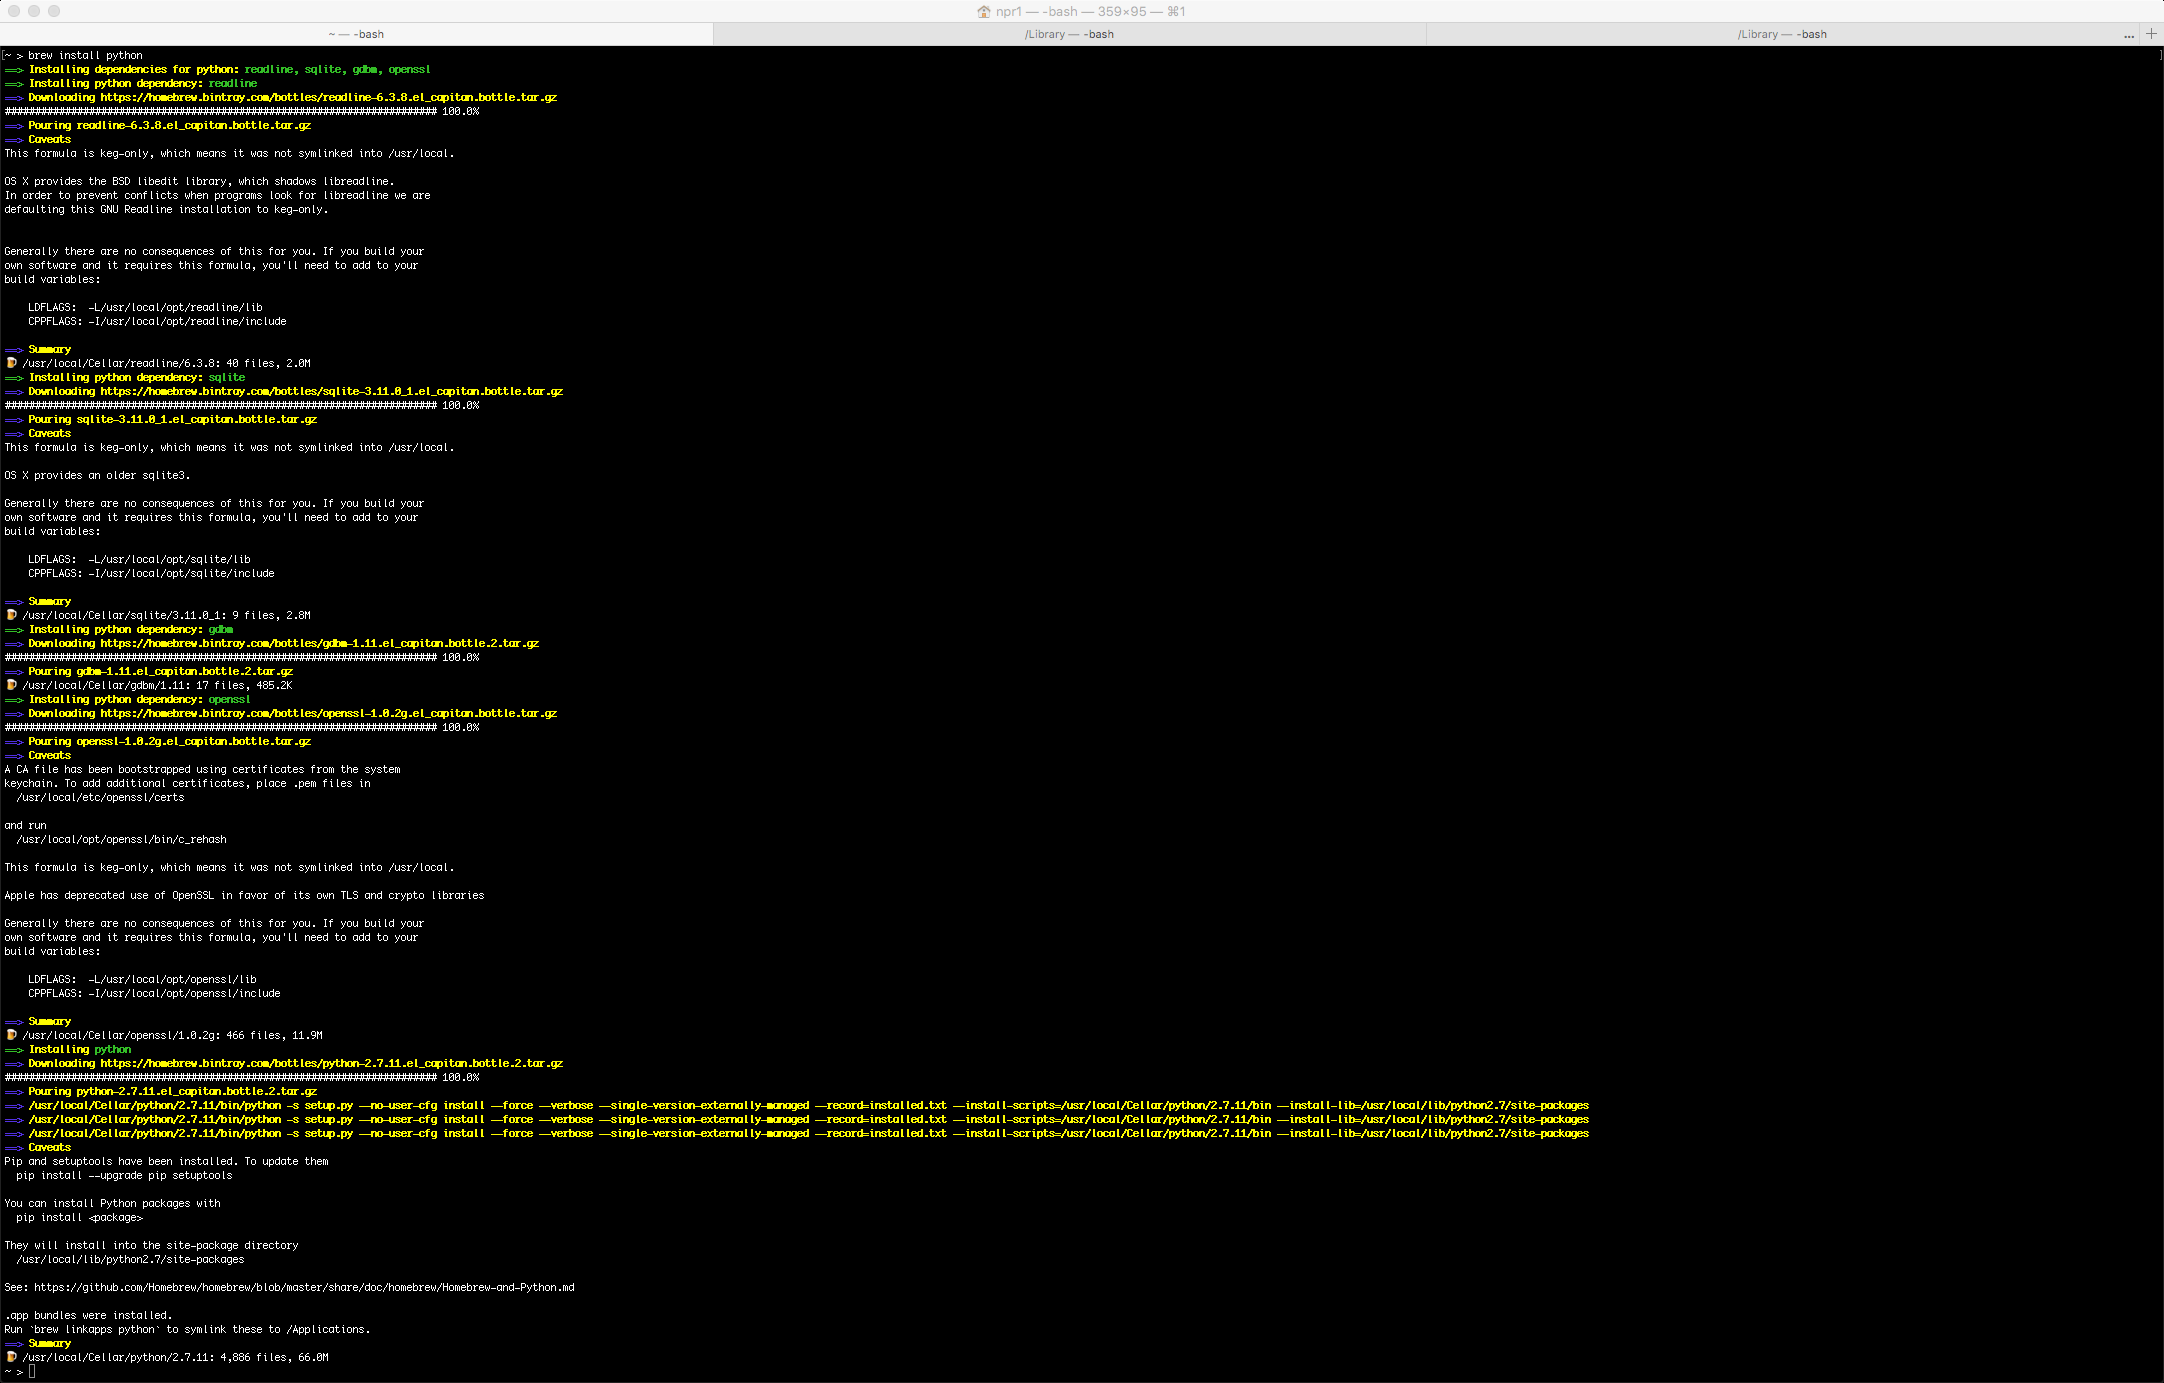 npr1 — -bash — 359×95 — ⌘1
~ — -bash
/Library — -bash
/Library — -bash
... +
[~ > brew install python ]
==> Installing dependencies for python: readline, sqlite, gdbm, openssl
==> Installing python dependency: readline
==> Downloading https://homebrew.bintray.com/bottles/readline-6.3.8.el_capitan.bottle.tar.gz
######################################################################## 100.0%
==> Pouring readline-6.3.8.el_capitan.bottle.tar.gz
==> Caveats
This formula is keg-only, which means it was not symlinked into /usr/local.
OS X provides the BSD libedit library, which shadows libreadline.
In order to prevent conflicts when programs look for libreadline we are
defaulting this GNU Readline installation to keg-only.
Generally there are no consequences of this for you. If you build your
own software and it requires this formula, you'll need to add to your
build variables:
LDFLAGS:  -L/usr/local/opt/readline/lib
CPPFLAGS: -I/usr/local/opt/readline/include
==> Summary
🍺 /usr/local/Cellar/readline/6.3.8: 40 files, 2.0M
==> Installing python dependency: sqlite
==> Downloading https://homebrew.bintray.com/bottles/sqlite-3.11.0_1.el_capitan.bottle.tar.gz
######################################################################## 100.0%
==> Pouring sqlite-3.11.0_1.el_capitan.bottle.tar.gz
==> Caveats
This formula is keg-only, which means it was not symlinked into /usr/local.
OS X provides an older sqlite3.
Generally there are no consequences of this for you. If you build your
own software and it requires this formula, you'll need to add to your
build variables:
LDFLAGS:  -L/usr/local/opt/sqlite/lib
CPPFLAGS: -I/usr/local/opt/sqlite/include
==> Summary
🍺 /usr/local/Cellar/sqlite/3.11.0_1: 9 files, 2.8M
==> Installing python dependency: gdbm
==> Downloading https://homebrew.bintray.com/bottles/gdbm-1.11.el_capitan.bottle.2.tar.gz
######################################################################## 100.0%
==> Pouring gdbm-1.11.el_capitan.bottle.2.tar.gz
🍺 /usr/local/Cellar/gdbm/1.11: 17 files, 485.2K
==> Installing python dependency: openssl
==> Downloading https://homebrew.bintray.com/bottles/openssl-1.0.2g.el_capitan.bottle.tar.gz
######################################################################## 100.0%
==> Pouring openssl-1.0.2g.el_capitan.bottle.tar.gz
==> Caveats
A CA file has been bootstrapped using certificates from the system
keychain. To add additional certificates, place .pem files in
/usr/local/etc/openssl/certs
and run
/usr/local/opt/openssl/bin/c_rehash
This formula is keg-only, which means it was not symlinked into /usr/local.
Apple has deprecated use of OpenSSL in favor of its own TLS and crypto libraries
Generally there are no consequences of this for you. If you build your
own software and it requires this formula, you'll need to add to your
build variables:
LDFLAGS:  -L/usr/local/opt/openssl/lib
CPPFLAGS: -I/usr/local/opt/openssl/include
==> Summary
🍺 /usr/local/Cellar/openssl/1.0.2g: 466 files, 11.9M
==> Installing python
==> Downloading https://homebrew.bintray.com/bottles/python-2.7.11.el_capitan.bottle.2.tar.gz
######################################################################## 100.0%
==> Pouring python-2.7.11.el_capitan.bottle.2.tar.gz
==> /usr/local/Cellar/python/2.7.11/bin/python -s setup.py --no-user-cfg install --force --verbose --single-version-externally-managed --record=installed.txt --install-scripts=/usr/local/Cellar/python/2.7.11/bin --install-lib=/usr/local/lib/python2.7/site-packages
==> /usr/local/Cellar/python/2.7.11/bin/python -s setup.py --no-user-cfg install --force --verbose --single-version-externally-managed --record=installed.txt --install-scripts=/usr/local/Cellar/python/2.7.11/bin --install-lib=/usr/local/lib/python2.7/site-packages
==> /usr/local/Cellar/python/2.7.11/bin/python -s setup.py --no-user-cfg install --force --verbose --single-version-externally-managed --record=installed.txt --install-scripts=/usr/local/Cellar/python/2.7.11/bin --install-lib=/usr/local/lib/python2.7/site-packages
==> Caveats
Pip and setuptools have been installed. To update them
pip install --upgrade pip setuptools
You can install Python packages with
pip install <package>
They will install into the site-package directory
/usr/local/lib/python2.7/site-packages
See: https://github.com/Homebrew/homebrew/blob/master/share/doc/homebrew/Homebrew-and-Python.md
.app bundles were installed.
Run `brew linkapps python` to symlink these to /Applications.
==> Summary
🍺 /usr/local/Cellar/python/2.7.11: 4,886 files, 66.0M
~ >